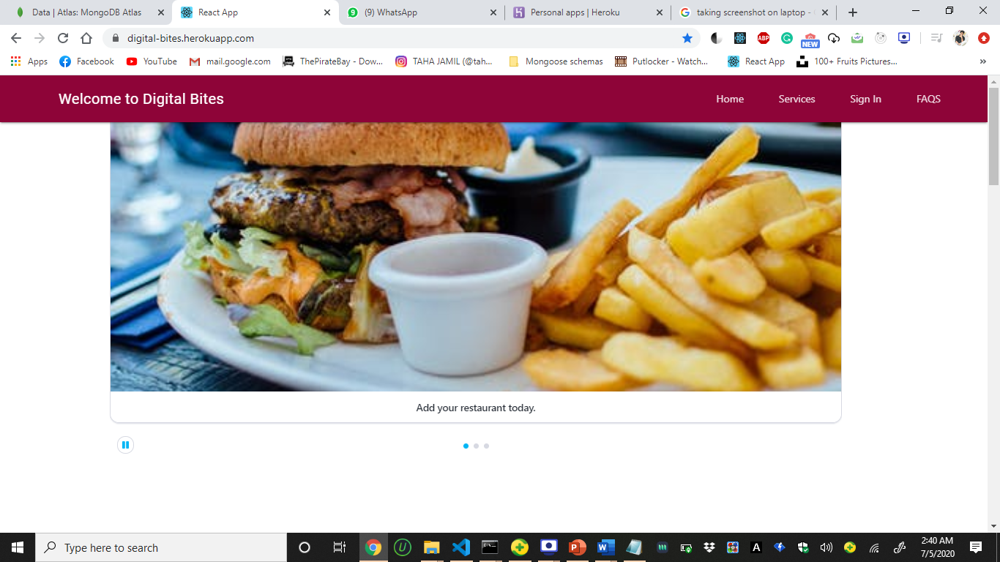 Data | Atlas: MongoDB Atlas
React App
(9) WhatsApp
Personal apps | Heroku
taking screenshot on laptop -
digital-bites.herokuapp.com
ABP
NEW
Apps
Facebook
YouTube
mail.google.com
ThePirateBay - Dow...
TAHA JAMIL (@tah...
Mongoose schemas
Putlocker - Watch...
React App
100+ Fruits Pictures...
»
Welcome to Digital Bites
Home
Services
Sign In
FAQS
Add your restaurant today.
Type here to search
2:40 AM
7/5/2020